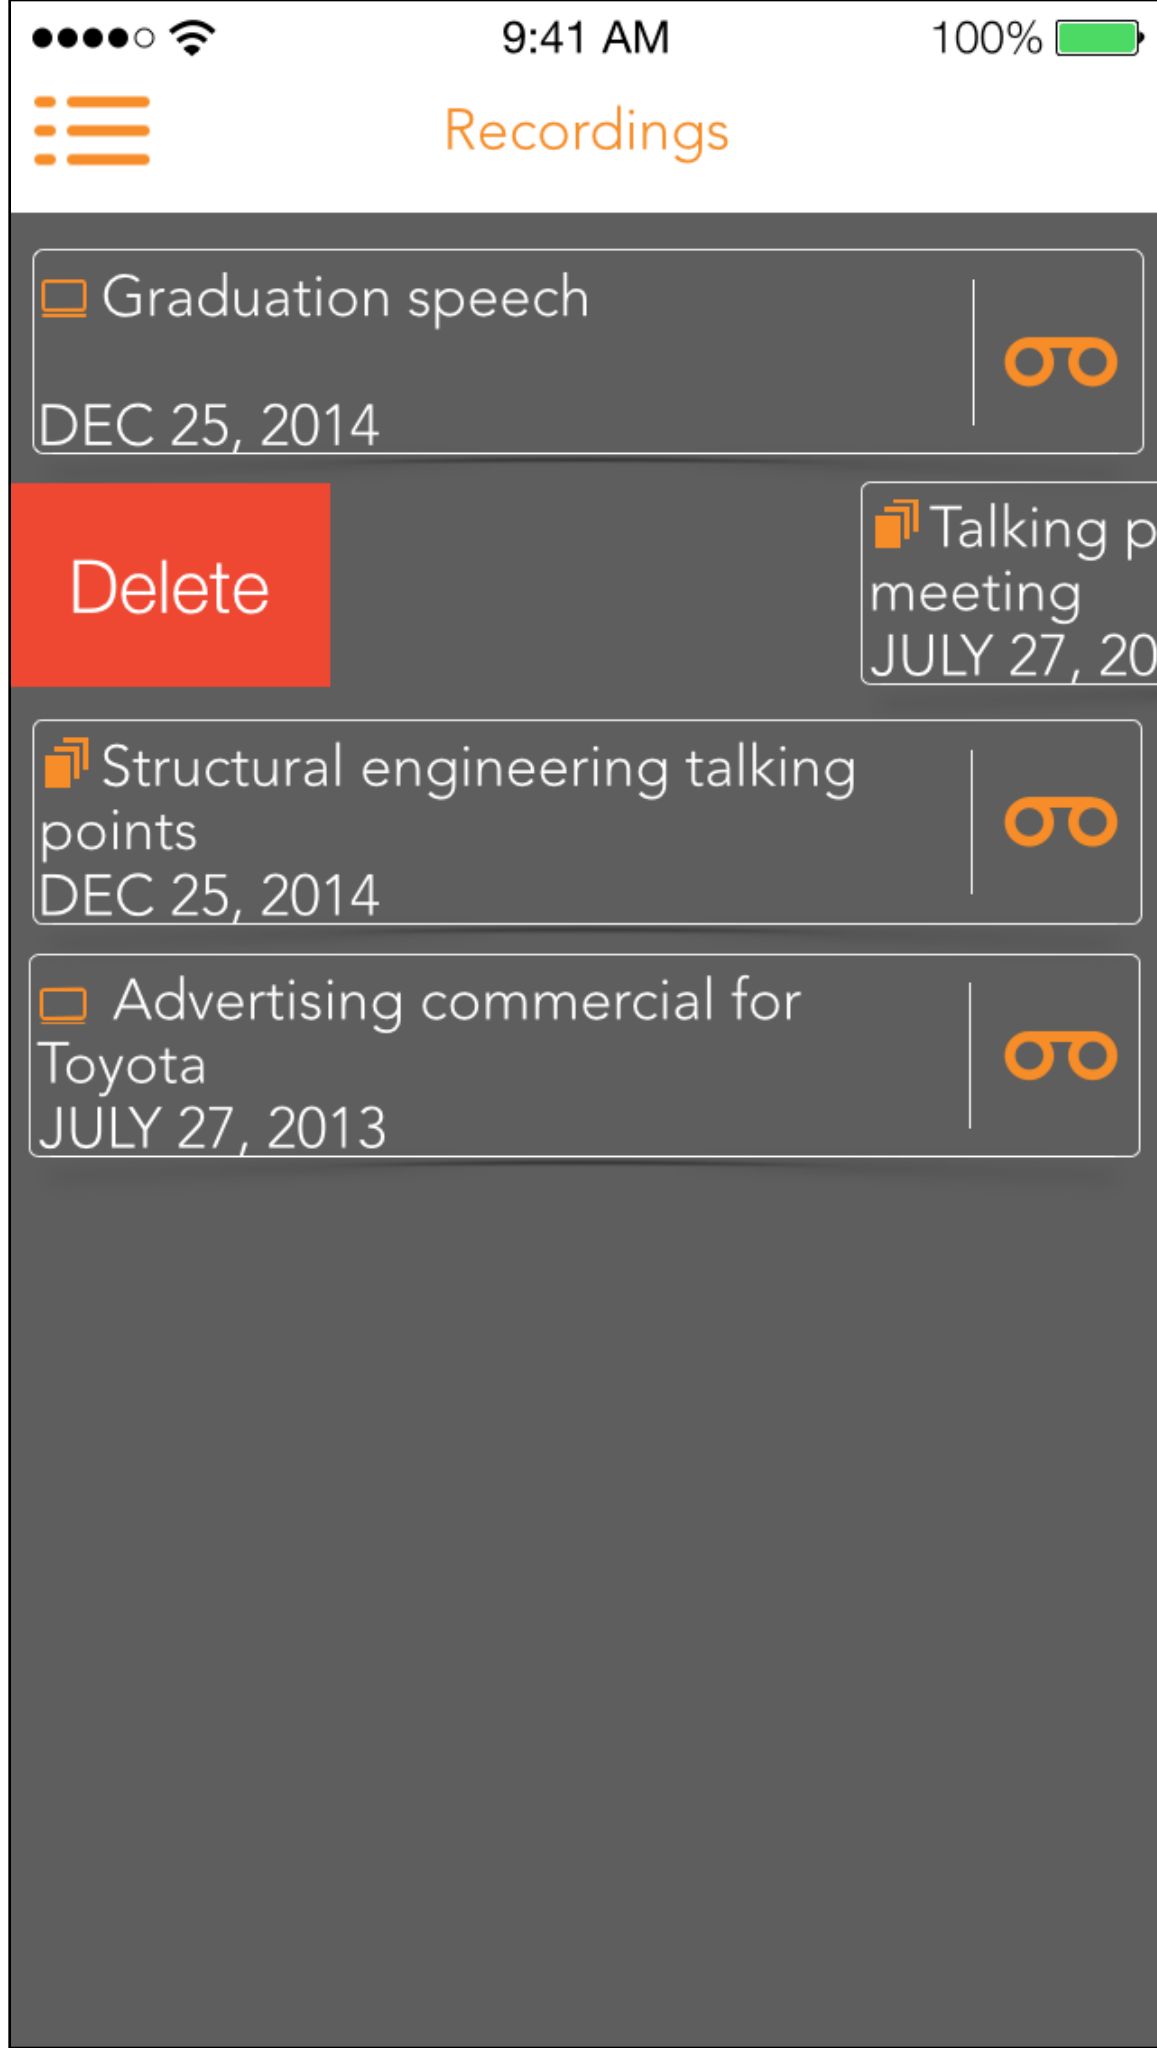 9:41 AM
100%
Recordings
Graduation speech
DEC 25, 2014
Delete
Talking p
meeting
JULY 27, 20
Structural engineering talking
points
DEC 25, 2014
Advertising commercial for
Toyota
JULY 27, 2013